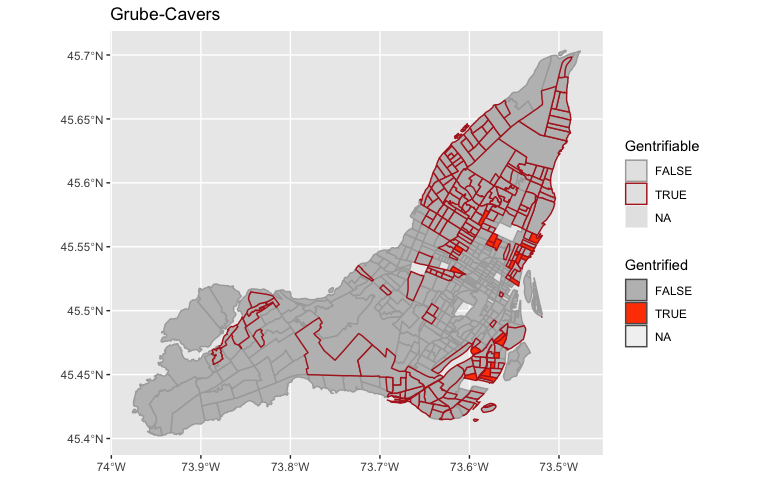 Grube-Cavers
45.7°N
45.65°N
45.6°N
45.55°N
45.5°N
45.45°N
45.4°N
74°W
73.9°W
73.8°W
73.7°W
73.6°W
73.5°W
Gentrifiable
FALSE
TRUE
NA
Gentrified
FALSE
TRUE
NA